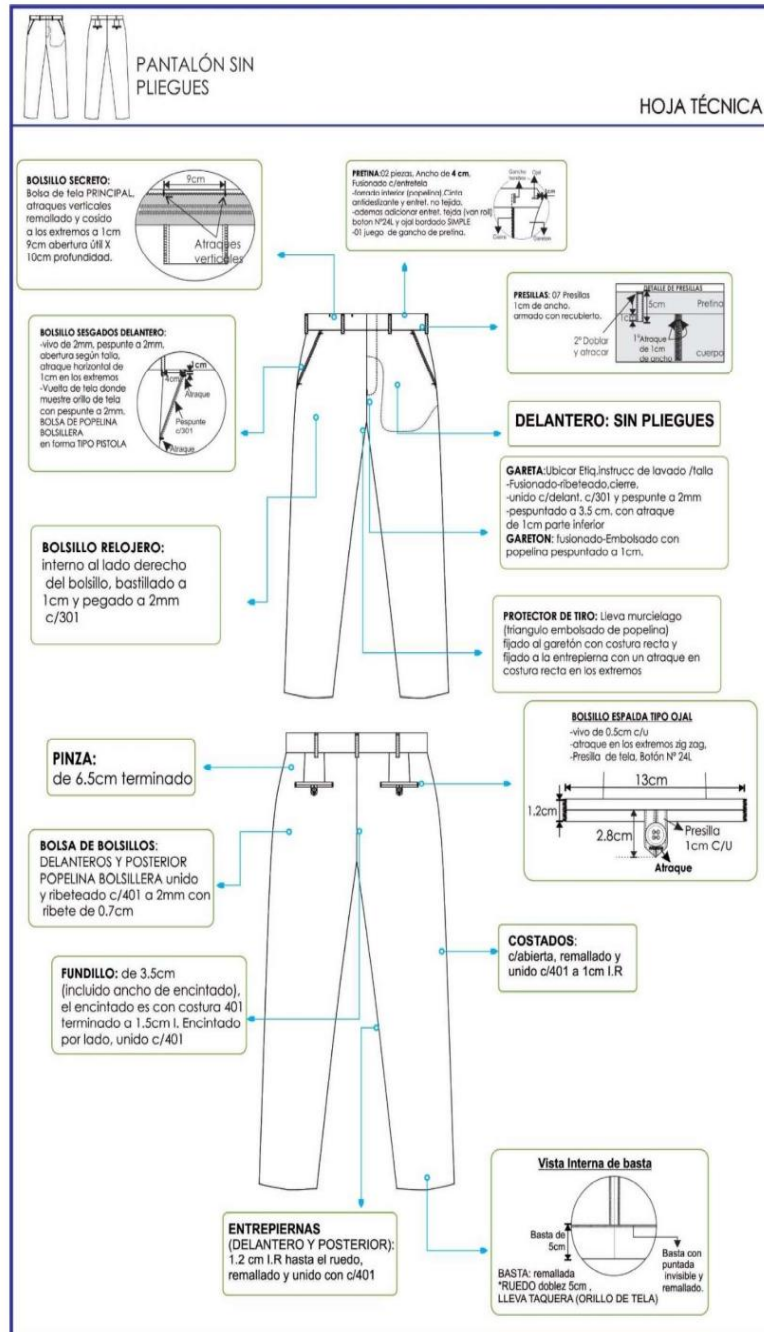 PANTALÓN SIN
PLIEGUES
HOJA TÉCNICA
BOLSILLO SECRETO:
Bolsa de tela PRINCIPAL,
atraques verticales
remallado y cosido
a los extremos a 1cm
9cm abertura útil X
10cm profundidad.
9cm
Atraques
verticales
PRETINA:02 piezas, Ancho de 4 cm.
Fusionado c/entretela
-forrado interior (popelina),Cinta
antideslizante y entret. no tejida,
-ademas adicionar entret. tejida (van roll)
boton Nº24L y ojal bordado SIMPLE
-01 juego de gancho de pretina.
Gancho
Ojal
Cierre
Garetón
PRESILLAS: 07 Presillas
1cm de ancho.
armado con recubierto.
DETALLE DE PRESILLAS
5cm
Pretina
1cm
2º Doblar
y atracar
1ºAtraque
de 1cm
de ancho
cuerpo
BOLSILLO SESGADOS DELANTERO:
-vivo de 2mm, pespunte a 2mm,
abertura según talla,
atraque horizontal de
1cm en los extremos
-Vuelta de tela donde
muestre orillo de tela
con pespunte a 2mm.
BOLSA DE POPELINA
BOLSILLERA
en forma TIPO PISTOLA
1cm
4cm
Atraque
Pespunte
c/301
Atraque
DELANTERO: SIN PLIEGUES
GARETA:Ubicar Etiq.instrucc de lavado /talla
-Fusionado-ribeteado,cierre,
-unido c/delant. c/301 y pespunte a 2mm
-pespuntado a 3.5 cm. con atraque
de 1cm parte inferior
GARETON: fusionado-Embolsado con
popelina pespuntado a 1cm.
BOLSILLO RELOJERO:
interno al lado derecho
del bolsillo, bastillado a
1cm y pegado a 2mm
c/301
PROTECTOR DE TIRO: Lleva murcielago
(triangulo embolsado de popelina)
fijado al garetón con costura recta y
fijado a la entrepierna con un atraque en
costura recta en los extremos
PINZA:
de 6.5cm terminado
BOLSILLO ESPALDA TIPO OJAL
-vivo de 0.5cm c/u
-atraque en los extremos zig zag,
-Presilla de tela, Botón Nº 24L
13cm
1.2cm
2.8cm
Presilla
1cm C/U
Atraque
BOLSA DE BOLSILLOS:
DELANTEROS Y POSTERIOR
POPELINA BOLSILLERA unido
y ribeteado c/401 a 2mm con
ribete de 0.7cm
COSTADOS:
c/abierta, remallado y
unido c/401 a 1cm I.R
FUNDILLO: de 3.5cm
(incluido ancho de encintado),
el encintado es con costura 401
terminado a 1.5cm I. Encintado
por lado, unido c/401
ENTREPIERNAS
(DELANTERO Y POSTERIOR):
1.2 cm I.R hasta el ruedo,
remallado y unido con c/401
Vista Interna de basta
Basta de
5cm
Basta con
puntada
invisible y
remallado.
BASTA: remallada
*RUEDO doblez 5cm ,
LLEVA TAQUERA (ORILLO DE TELA)